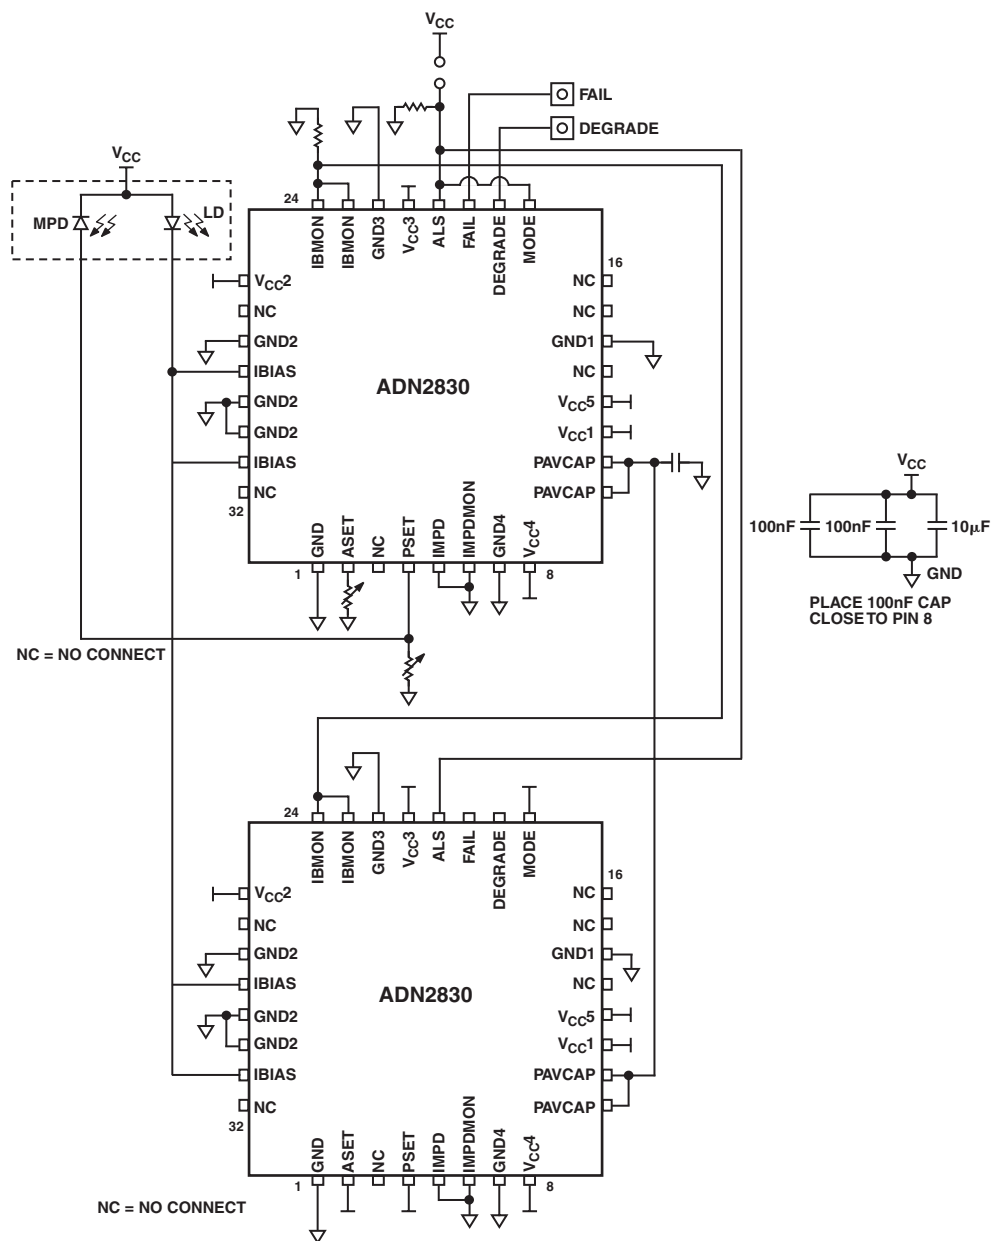 VCC
FAIL
DEGRADE
VCC
MPD
LD
24
IBMON
IBMON
GND3
VCC3
ALS
FAIL
DEGRADE
MODE
16
VCC2
NC
GND2
IBIAS
GND2
GND2
IBIAS
NC
32
ADN2830
NC
NC
GND1
NC
VCC5
VCC1
PAVCAP
PAVCAP
1
GND
ASET
NC
PSET
IMPD
IMPDMON
GND4
VCC4
8
NC = NO CONNECT
VCC
100nF
100nF
10µF
GND
PLACE 100nF CAP
CLOSE TO PIN 8
24
IBMON
IBMON
GND3
VCC3
ALS
FAIL
DEGRADE
MODE
16
VCC2
NC
GND2
IBIAS
GND2
GND2
IBIAS
NC
32
ADN2830
NC
NC
GND1
NC
VCC5
VCC1
PAVCAP
PAVCAP
1
GND
ASET
NC
PSET
IMPD
IMPDMON
GND4
VCC4
8
NC = NO CONNECT